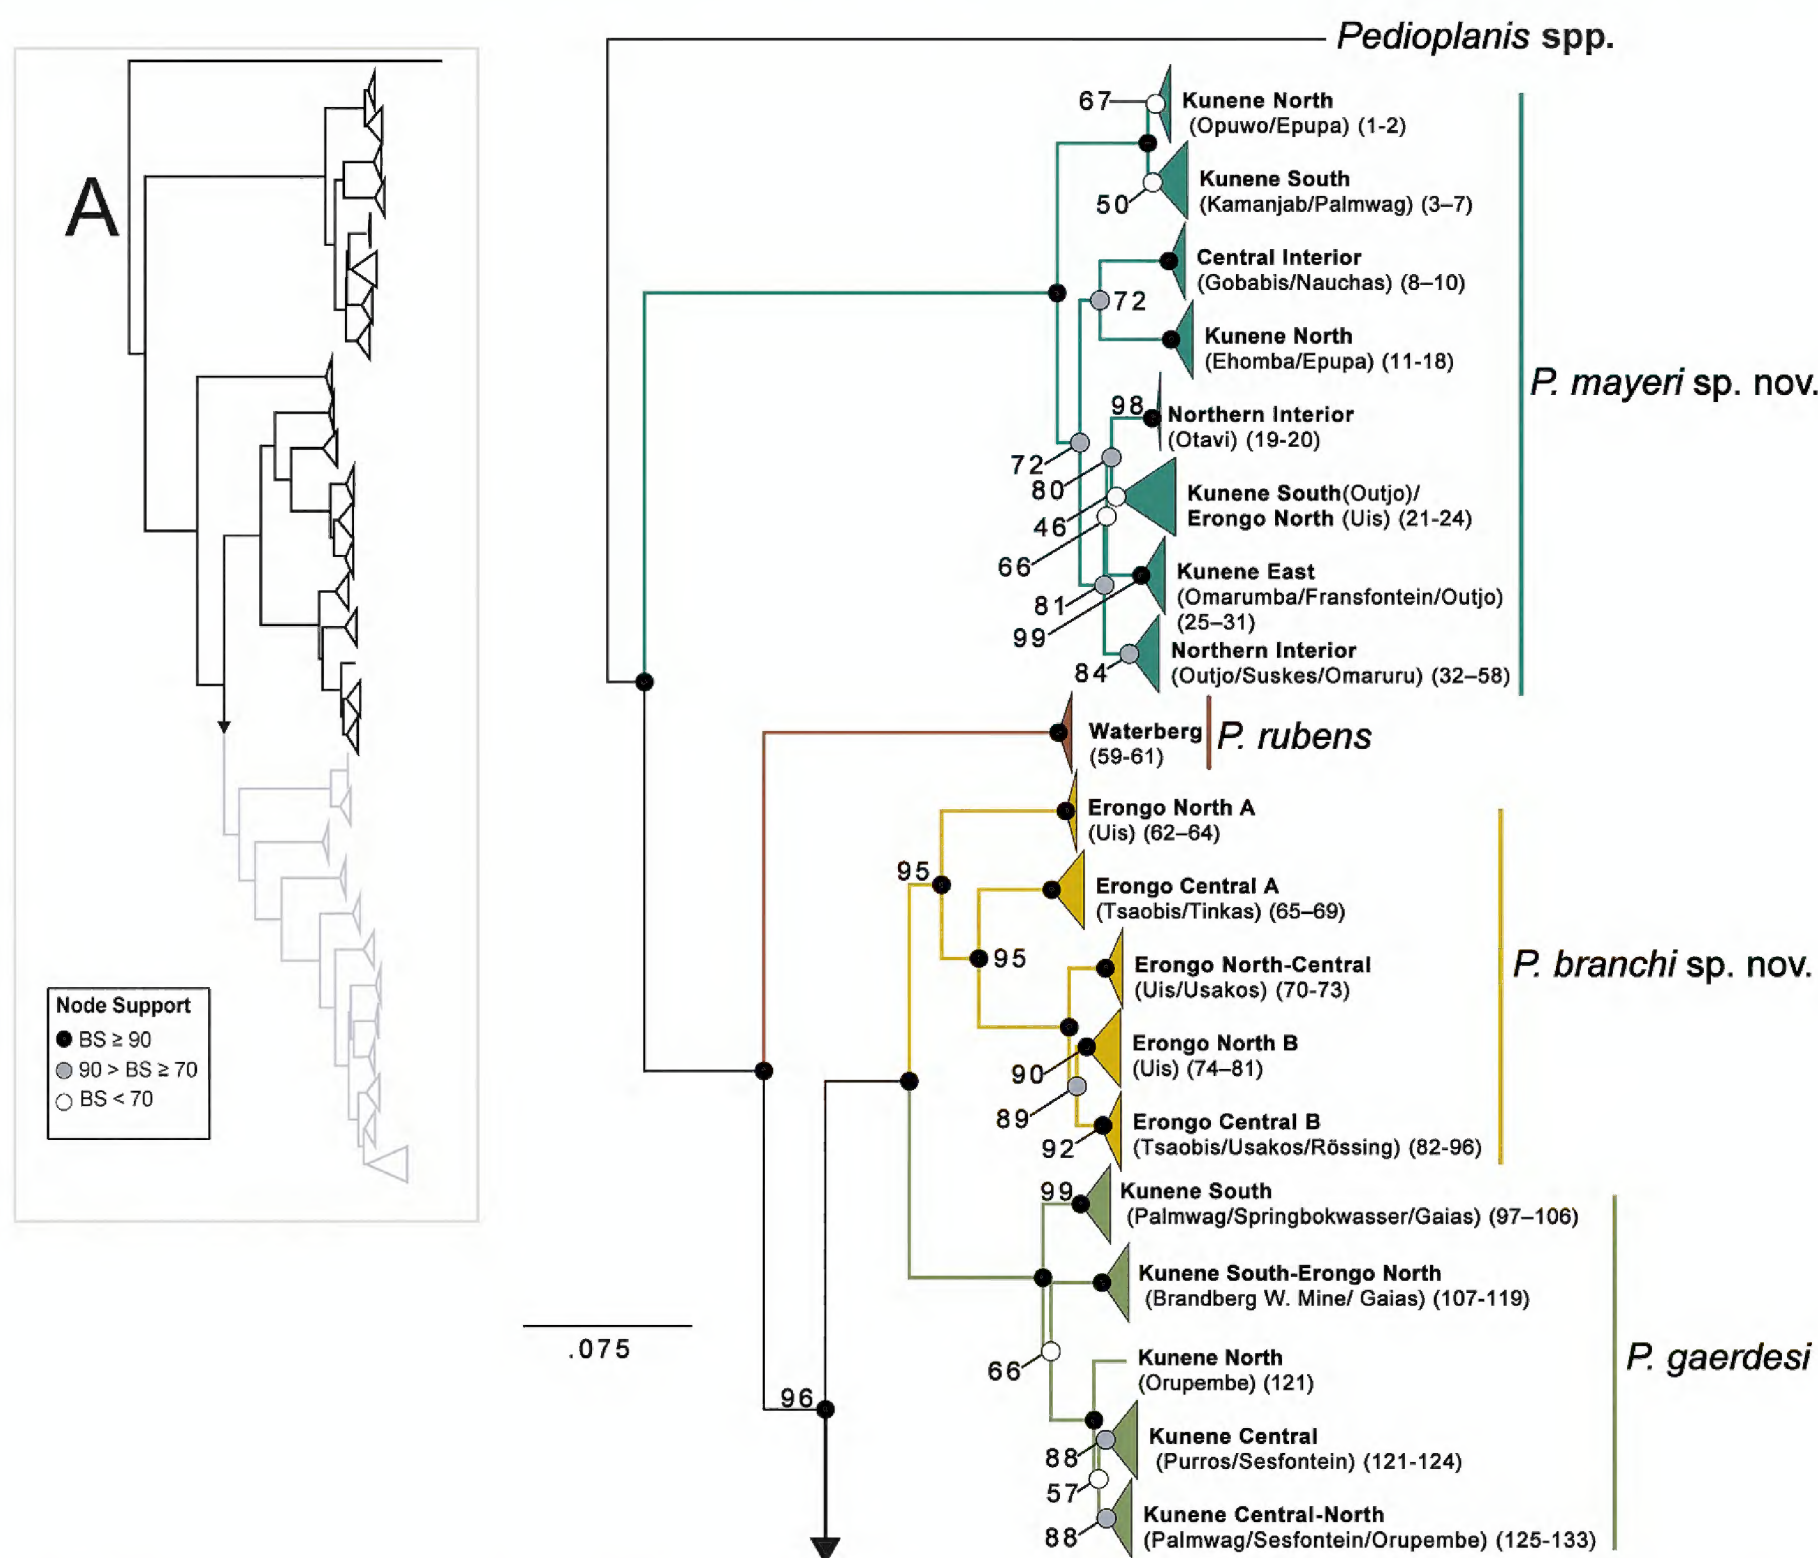 A
Node Support
BS ≥ 90
90 > BS ≥ 70
BS < 70
Pedioplanis spp.
67
Kunene North
(Opuwo/Epupa) (1-2)
50
Kunene South
(Kamanjab/Palmwag) (3–7)
Central Interior
(Gobabis/Nauchas) (8–10)
72
Kunene North
(Ehomba/Epupa) (11-18)
P. mayeri sp. nov.
98
Northern Interior
(Otavi) (19-20)
72
80
46
Kunene South(Outjo)/
Erongo North (Uis) (21-24)
66
Kunene East
(Omarumba/Fransfontein/Outjo)
(25–31)
81
99
Northern Interior
(Outjo/Suskes/Omaruru) (32–58)
84
Waterberg
(59-61)
P. rubens
Erongo North A
(Uis) (62–64)
95
Erongo Central A
(Tsaobis/Tinkas) (65–69)
95
Erongo North-Central
(Uis/Usakos) (70-73)
P. branchi sp. nov.
Erongo North B
(Uis) (74–81)
90
89
Erongo Central B
(Tsaobis/Usakos/Rössing) (82-96)
92
99
Kunene South
(Palmwag/Springbokwasser/Gaias) (97–106)
Kunene South-Erongo North
(Brandberg W. Mine/ Gaias) (107-119)
.075
66
Kunene North
(Orupembe) (121)
P. gaerdesi
96
Kunene Central
(Purros/Sesfontein) (121-124)
88
57
Kunene Central-North
(Palmwag/Sesfontein/Orupembe) (125-133)
88